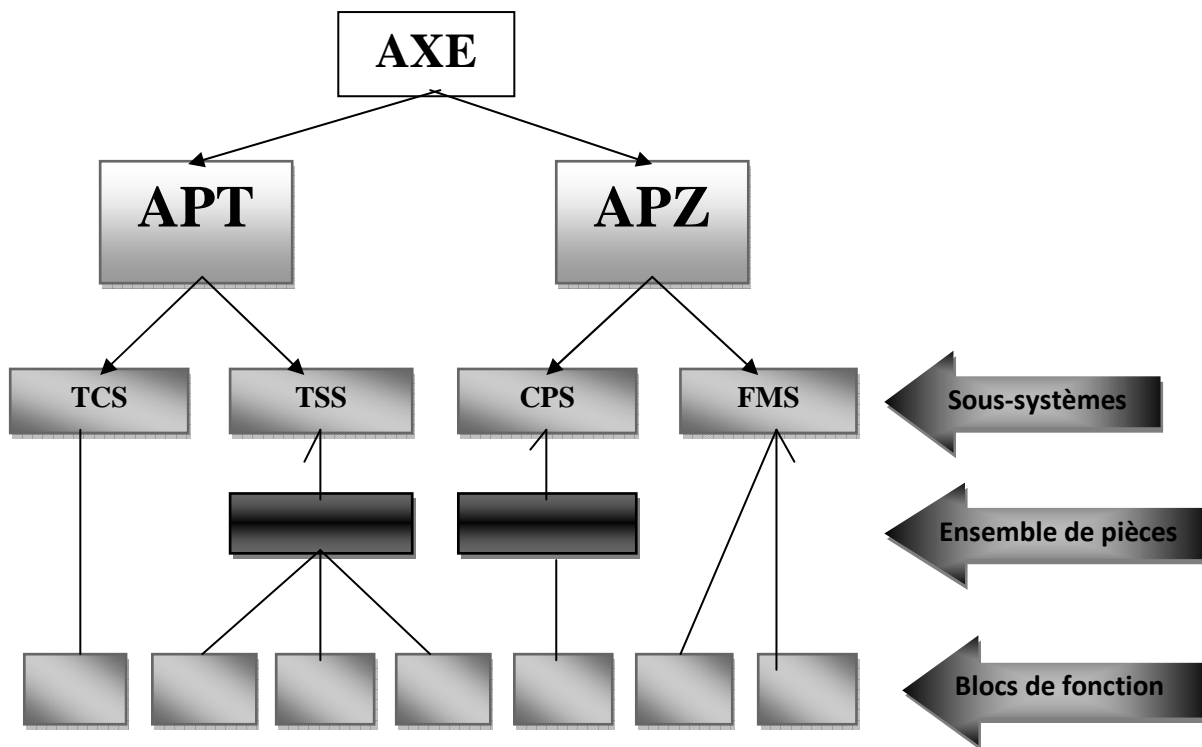 AXE
APT
APZ
TCS
TSS
CPS
FMS
Sous-systèmes
Ensemble de pièces
Blocs de fonction